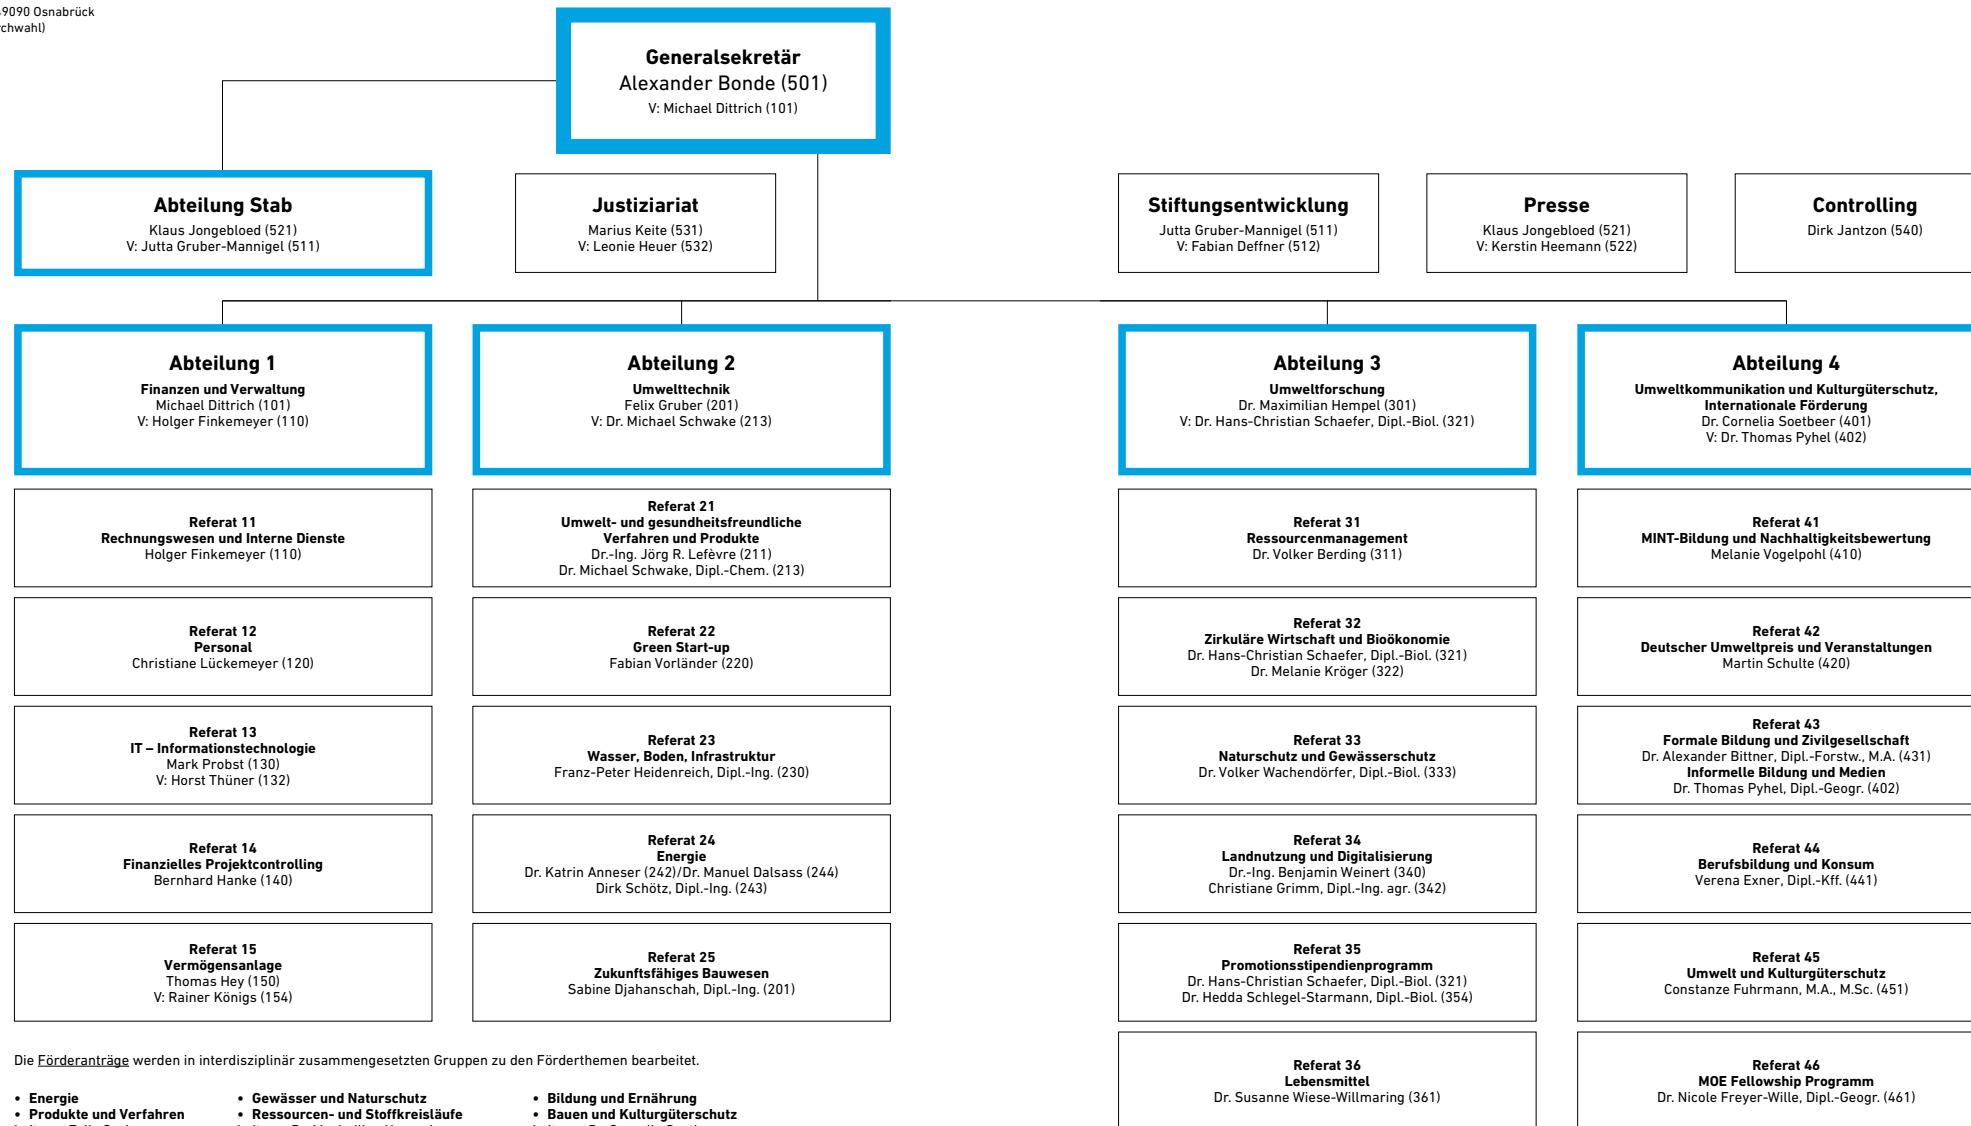 49090 Osnabrück
Generalsekretär
Alexander Bonde (501)
V: Michael Dittrich (101)
Abteilung Stab
Klaus Jongebloed (521)
V: Jutta Gruber-Mannigel (511)
Justiziariat
Marius Keite (531)
V: Leonie Heuer (532)
Stiftungsentwicklung
Jutta Gruber-Mannigel (511)
V: Fabian Deffner (512)
Presse
Klaus Jongebloed (521)
V: Kerstin Heemann (522)
Controlling
Dirk Jantzon (540)
Abteilung 1
Finanzen und Verwaltung
Michael Dittrich (101)
V: Holger Finkemeyer (110)
Referat 11
Rechnungswesen und Interne Dienste
Holger Finkemeyer (110)
Referat 12
Personal
Christiane Lückemeyer (120)
Referat 13
IT – Informationstechnologie
Mark Probst (130)
V: Horst Thüner (132)
Referat 14
Finanzielles Projektcontrolling
Bernhard Hanke (140)
Referat 15
Vermögensanlage
Thomas Hey (150)
V: Rainer Königs (154)
Abteilung 2
Umwelttechnik
Felix Gruber (201)
V: Dr. Michael Schwake (213)
Referat 21
Umwelt- und gesundheitsfreundliche
Verfahren und Produkte
Dr.-Ing. Jörg R. Lefèvre (211)
Dr. Michael Schwake, Dipl.-Chem. (213)
Referat 22
Green Start-up
Fabian Vorländer (220)
Referat 23
Wasser, Boden, Infrastruktur
Franz-Peter Heidenreich, Dipl.-Ing. (230)
Referat 24
Energie
Dr. Katrin Anneser (242)/Dr. Manuel Dalsass (244)
Dirk Schötz, Dipl.-Ing. (243)
Referat 25
Zukunftsfähiges Bauwesen
Sabine Djahanschah, Dipl.-Ing. (201)
Abteilung 3
Umweltforschung
Dr. Maximilian Hempel (301)
V: Dr. Hans-Christian Schaefer, Dipl.-Biol. (321)
Referat 31
Ressourcenmanagement
Dr. Volker Berding (311)
Referat 32
Zirkuläre Wirtschaft und Bioökonomie
Dr. Hans-Christian Schaefer, Dipl.-Biol. (321)
Dr. Melanie Kröger (322)
Referat 33
Naturschutz und Gewässerschutz
Dr. Volker Wachendörfer, Dipl.-Biol. (333)
Referat 34
Landnutzung und Digitalisierung
Dr.-Ing. Benjamin Weinert (340)
Christiane Grimm, Dipl.-Ing. agr. (342)
Referat 35
Promotionsstipendienprogramm
Dr. Hans-Christian Schaefer, Dipl.-Biol. (321)
Dr. Hedda Schlegel-Starmann, Dipl.-Biol. (354)
Referat 36
Lebensmittel
Dr. Susanne Wiese-Willmaring (361)
Abteilung 4
Umweltkommunikation und Kulturgüterschutz,
Internationale Förderung
Dr. Cornelia Soetbeer (401)
V: Dr. Thomas Pyhel (402)
Referat 41
MINT-Bildung und Nachhaltigkeitsbewertung
Melanie Vogelpohl (410)
Referat 42
Deutscher Umweltpreis und Veranstaltungen
Martin Schulte (420)
Referat 43
Formale Bildung und Zivilgesellschaft
Dr. Alexander Bittner, Dipl.-Forstw., M.A. (431)
Informelle Bildung und Medien
Dr. Thomas Pyhel, Dipl.-Geogr. (402)
Referat 44
Berufsbildung und Konsum
Verena Exner, Dipl.-Kff. (441)
Referat 45
Umwelt und Kulturgüterschutz
Constanze Fuhrmann, M.A., M.Sc. (451)
Referat 46
MOE Fellowship Programm
Dr. Nicole Freyer-Wille, Dipl.-Geogr. (461)
Die Förderanträge werden in interdisziplinär zusammengesetzten Gruppen zu den Förderthemen bearbeitet.
• Energie
• Produkte und Verfahren
• Gewässer und Naturschutz
• Ressourcen- und Stoffkreisläufe
• Bildung und Ernährung
• Bauen und Kulturgüterschutz